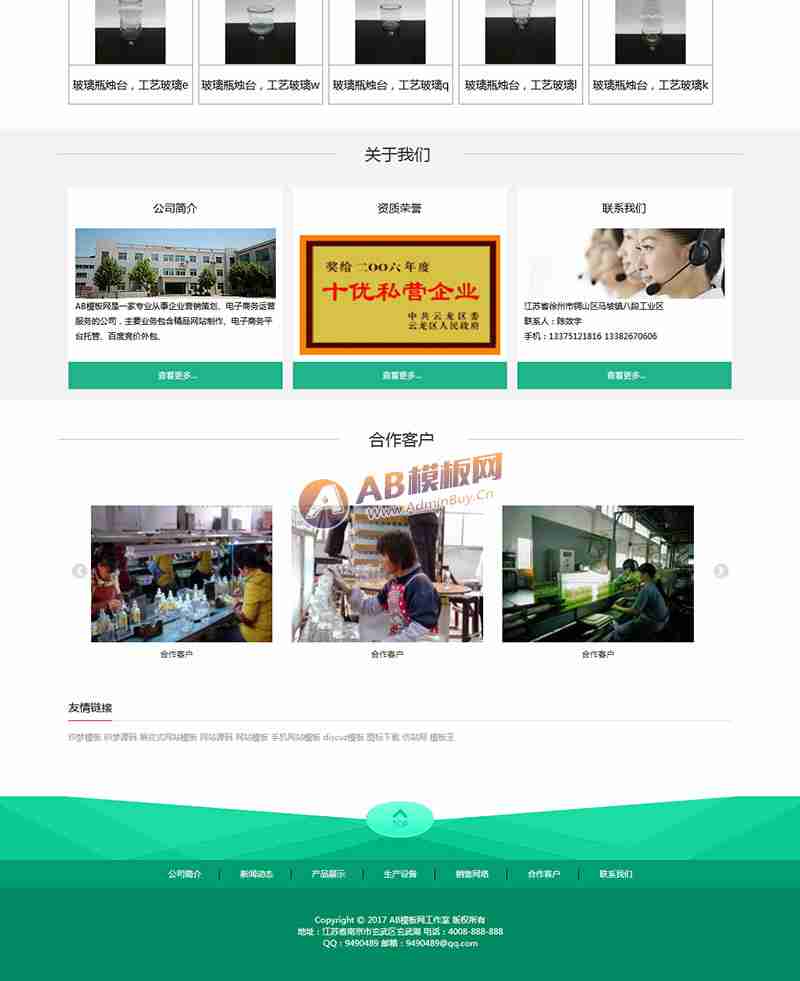 玻璃瓶烛台，工艺玻璃e
玻璃瓶烛台，工艺玻璃w
玻璃瓶烛台，工艺玻璃q
玻璃瓶烛台，工艺玻璃l
玻璃瓶烛台，工艺玻璃k
关于我们
公司简介
AB模板网是一家专业从事企业营销策划、电子商务运营
服务的公司，主要业务包含精品网站制作、电子商务平
台托管、百度竞价外包、
查看更多...
资质荣誉
奖给二〇〇六年度
十优私营企业
中共云龙区委
云龙区人民政府
查看更多...
联系我们
江苏省徐州市铜山区马坡镇八段工业区
联系人：陈效宇
手机：13375121816 13382670606
查看更多...
合作客户
AB模板网
www.AdminBuy.Cn
合作客户
合作客户
合作客户
友情链接
织梦模板 织梦源码 响应式网站模板 网站源码 网站模板 手机网站模板 discuz模板 图标下载 仿站网 模板王
TOP
公司简介 | 新闻动态 | 产品展示 | 生产设备 | 销售网络 | 合作客户 | 联系我们
Copyright © 2017 AB模板网工作室 版权所有
地址：江苏省南京市玄武区玄武湖 电话：4008-888-888
QQ：9490489 邮箱：9490489@qq.com